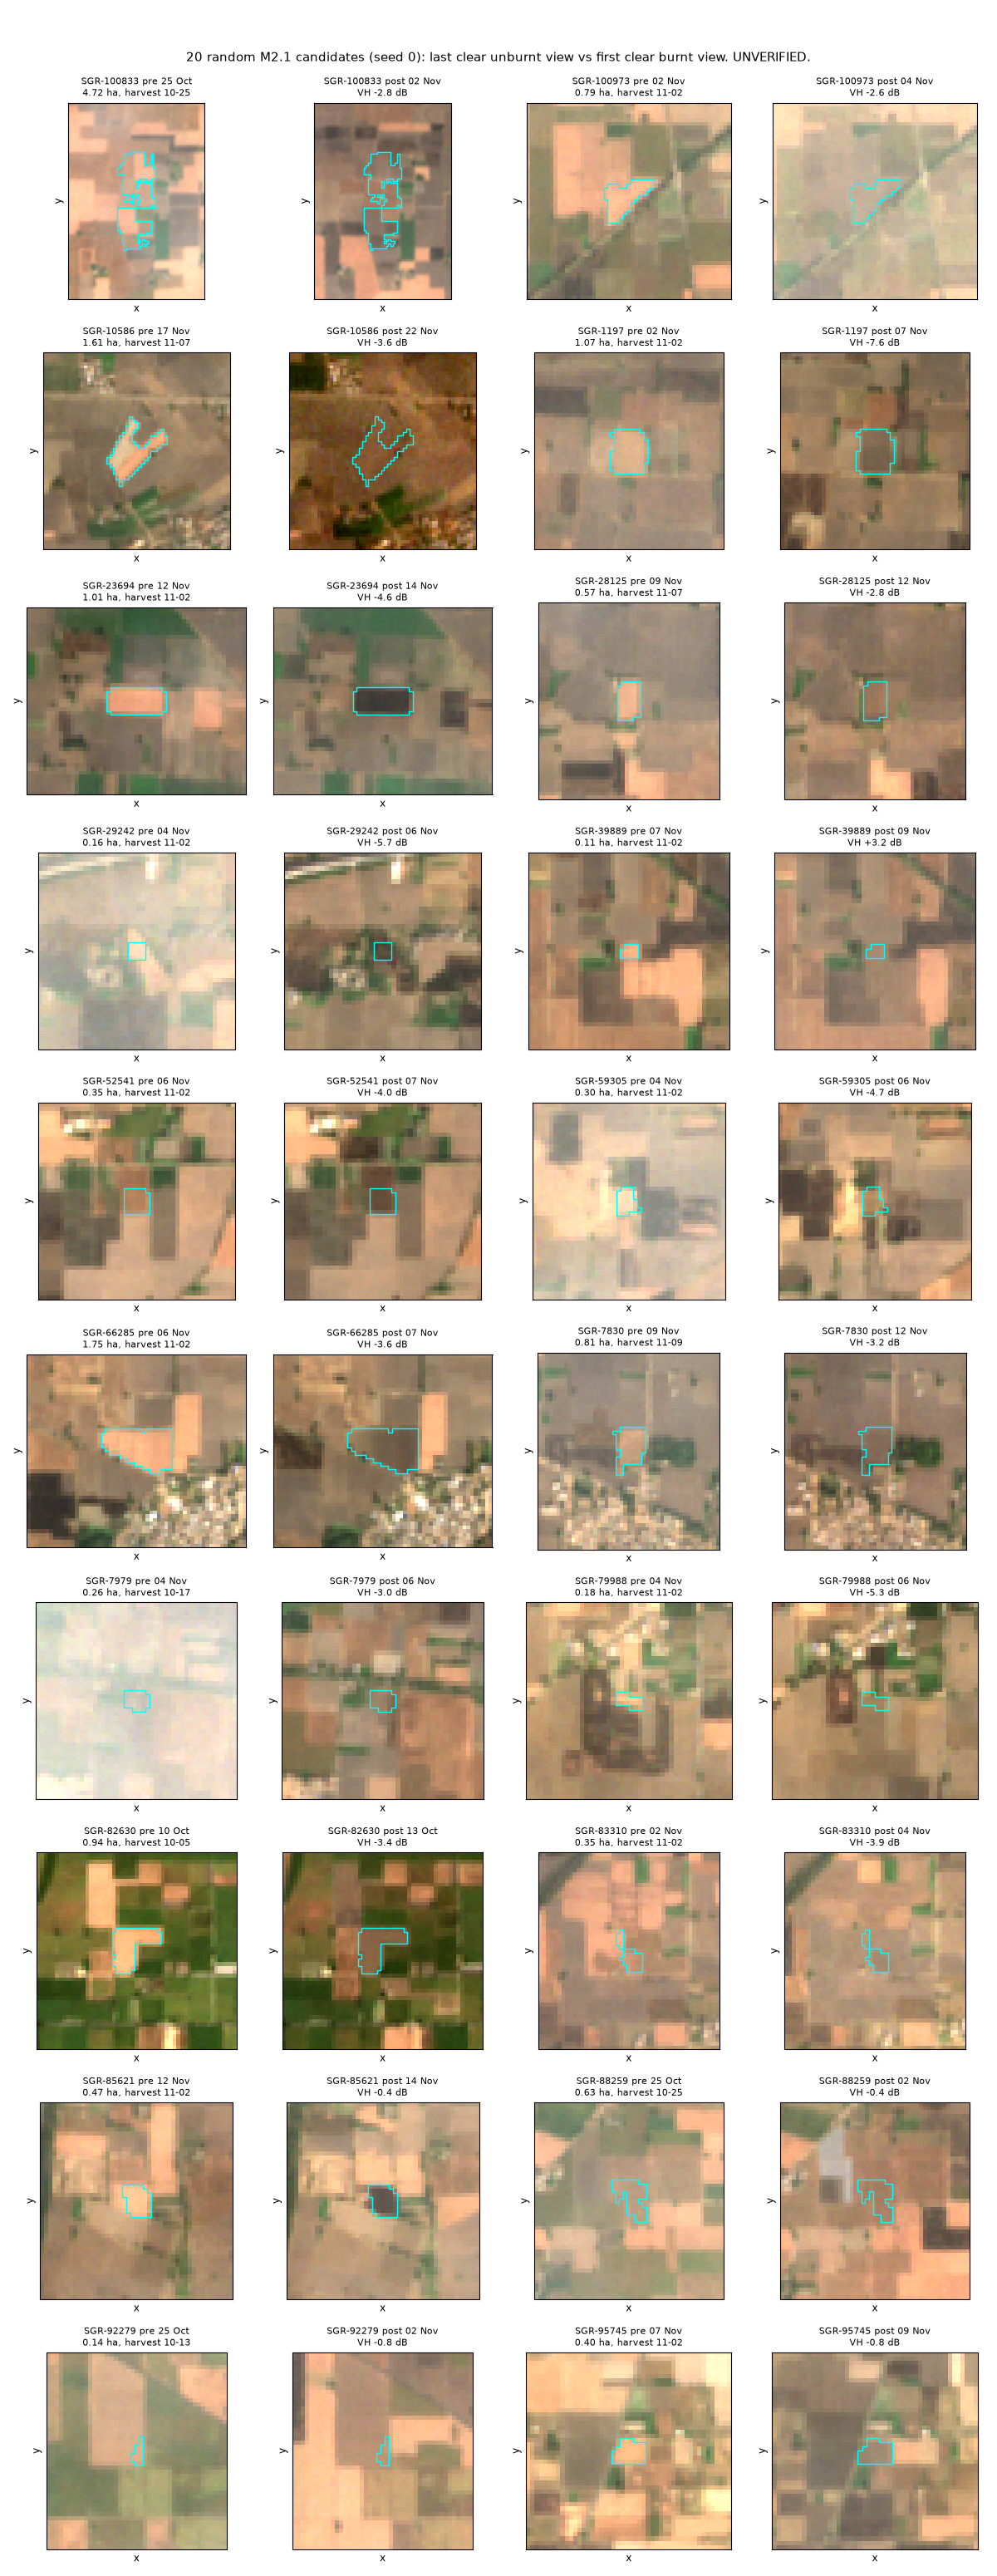 20 random M2.1 candidates (seed 0): last clear unburnt view vs first clear burnt view. UNVERIFIED.
SGR-100833 pre 25 Oct
4.72 ha, harvest 10-25
SGR-100833 post 02 Nov
VH -2.8 dB
SGR-100973 pre 02 Nov
0.79 ha, harvest 11-02
SGR-100973 post 04 Nov
VH -2.6 dB
y
y
y
y
x
x
x
x
SGR-10586 pre 17 Nov
1.61 ha, harvest 11-07
SGR-10586 post 22 Nov
VH -3.6 dB
SGR-1197 pre 02 Nov
1.07 ha, harvest 11-02
SGR-1197 post 07 Nov
VH -7.6 dB
y
y
y
y
x
x
x
x
SGR-23694 pre 12 Nov
1.01 ha, harvest 11-02
SGR-23694 post 14 Nov
VH -4.6 dB
SGR-28125 pre 09 Nov
0.57 ha, harvest 11-07
SGR-28125 post 12 Nov
VH -2.8 dB
y
y
y
y
x
x
x
x
SGR-29242 pre 04 Nov
0.16 ha, harvest 11-02
SGR-29242 post 06 Nov
VH -5.7 dB
SGR-39889 pre 07 Nov
0.11 ha, harvest 11-02
SGR-39889 post 09 Nov
VH +3.2 dB
y
y
y
y
x
x
x
x
SGR-52541 pre 06 Nov
0.35 ha, harvest 11-02
SGR-52541 post 07 Nov
VH -4.0 dB
SGR-59305 pre 04 Nov
0.30 ha, harvest 11-02
SGR-59305 post 06 Nov
VH -4.7 dB
y
y
y
y
x
x
x
x
SGR-66285 pre 06 Nov
1.75 ha, harvest 11-02
SGR-66285 post 07 Nov
VH -3.6 dB
SGR-7830 pre 09 Nov
0.81 ha, harvest 11-09
SGR-7830 post 12 Nov
VH -3.2 dB
y
y
y
y
x
x
x
x
SGR-7979 pre 04 Nov
0.26 ha, harvest 10-17
SGR-7979 post 06 Nov
VH -3.0 dB
SGR-79988 pre 04 Nov
0.18 ha, harvest 11-02
SGR-79988 post 06 Nov
VH -5.3 dB
y
y
y
y
x
x
x
x
SGR-82630 pre 10 Oct
0.94 ha, harvest 10-05
SGR-82630 post 13 Oct
VH -3.4 dB
SGR-83310 pre 02 Nov
0.35 ha, harvest 11-02
SGR-83310 post 04 Nov
VH -3.9 dB
y
y
y
y
x
x
x
x
SGR-85621 pre 12 Nov
0.47 ha, harvest 11-02
SGR-85621 post 14 Nov
VH -0.4 dB
SGR-88259 pre 25 Oct
0.63 ha, harvest 10-25
SGR-88259 post 02 Nov
VH -0.4 dB
y
y
y
y
x
x
x
x
SGR-92279 pre 25 Oct
0.14 ha, harvest 10-13
SGR-92279 post 02 Nov
VH -0.8 dB
SGR-95745 pre 07 Nov
0.40 ha, harvest 11-02
SGR-95745 post 09 Nov
VH -0.8 dB
y
y
y
y
x
x
x
x